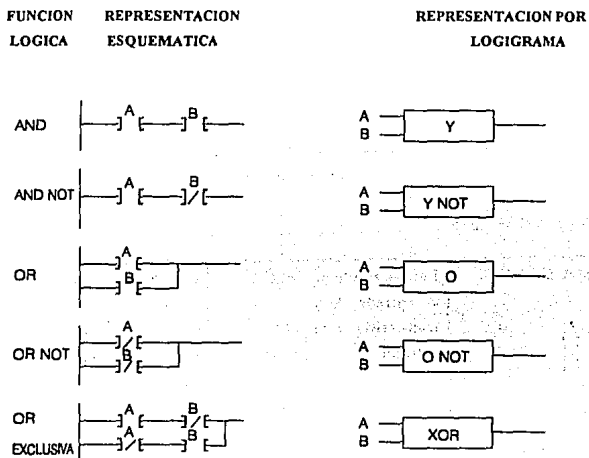 FUNCION REPRESENTACION REPRESENTACION POR
LOGICA ESQUEMATICA LOGIGRAMA
AND A B A B Y
AND NOT A B A B Y NOT
OR A B A B O
OR NOT A B A B O NOT
OR EXCLUSIVA A B A B A B XOR